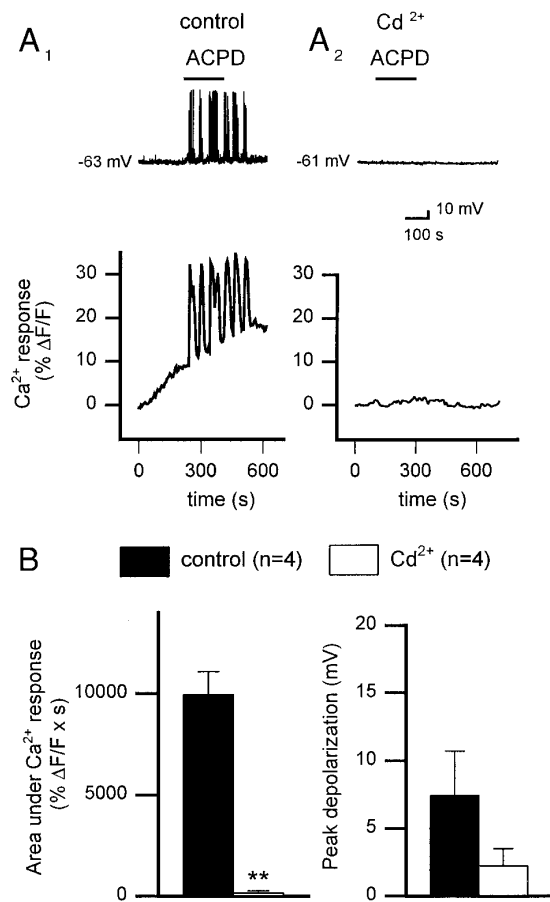 A 1
control
ACPD
-63 mV
A 2
Cd 2+
ACPD
-61 mV
10 mV
100 s
Ca2+ response
(% ΔF/F)
30
20
10
0
0 300 600
time (s)
30
20
10
0
0 300 600
time (s)
B
control (n=4)
Cd2+ (n=4)
Area under Ca2+ response
(% ΔF/F x s)
10000
5000
0
**
Peak depolarization (mV)
20
15
10
5
0